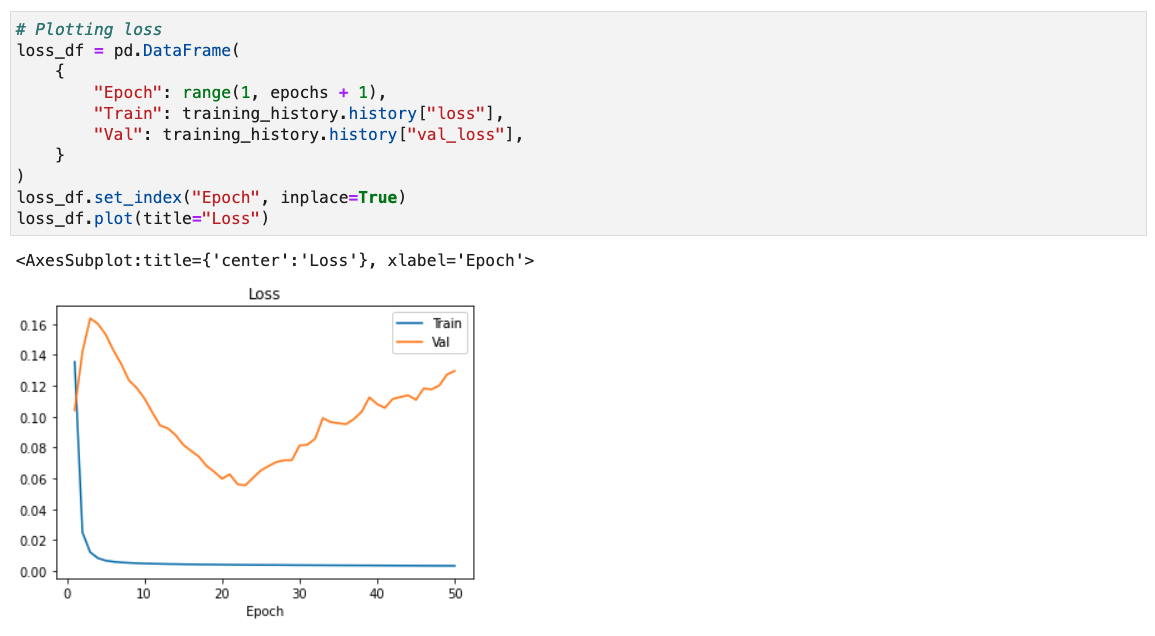 # Plotting loss
loss_df = pd.DataFrame(
    {
        "Epoch": range(1, epochs + 1),
        "Train": training_history.history["loss"],
        "Val": training_history.history["val_loss"],
    }
)
loss_df.set_index("Epoch", inplace=True)
loss_df.plot(title="Loss")
<AxesSubplot:title={'center':'Loss'}, xlabel='Epoch'>
Loss
Train
Val
0.16
0.14
0.12
0.10
0.08
0.06
0.04
0.02
0.00
0 10 20 30 40 50
Epoch